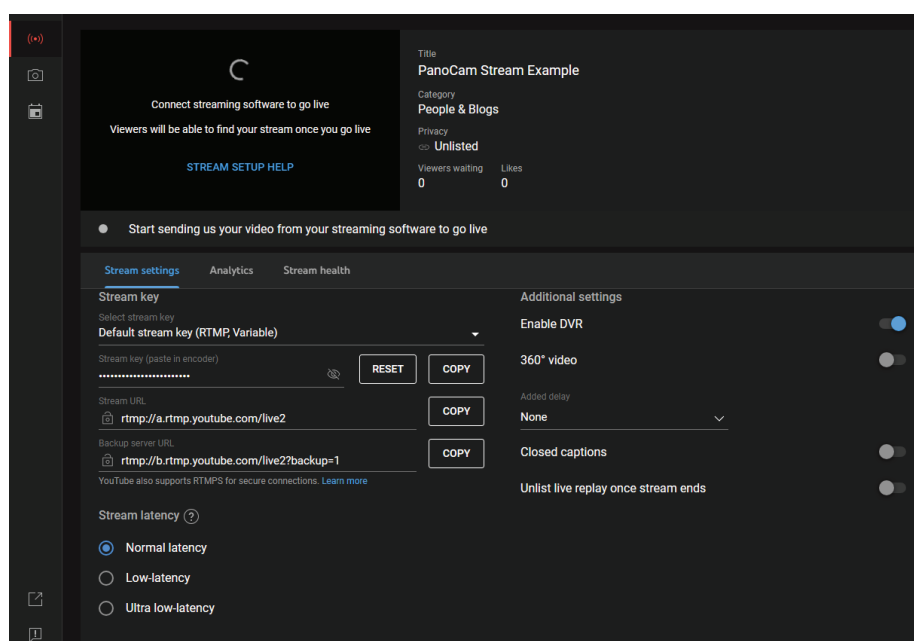 Connect streaming software to go live
Viewers will be able to find your stream once you go live
STREAM SETUP HELP
Title
PanoCam Stream Example
Category
People & Blogs
Privacy
Unlisted
Viewers waiting Likes
0 0
Start sending us your video from your streaming software to go live
Stream settings Analytics Stream health
Stream key
Select stream key
Default stream key (RTMP, Variable)
Stream key (paste in encoder)
•••••••••••••••••••••••• RESET COPY
Stream URL
rtmp://a.rtmp.youtube.com/live2 COPY
Backup server URL
rtmp://b.rtmp.youtube.com/live2?backup=1 COPY
YouTube also supports RTMPS for secure connections. Learn more
Stream latency
Normal latency
Low-latency
Ultra low-latency
Additional settings
Enable DVR
360° video
Added delay
None
Closed captions
Unlist live replay once stream ends